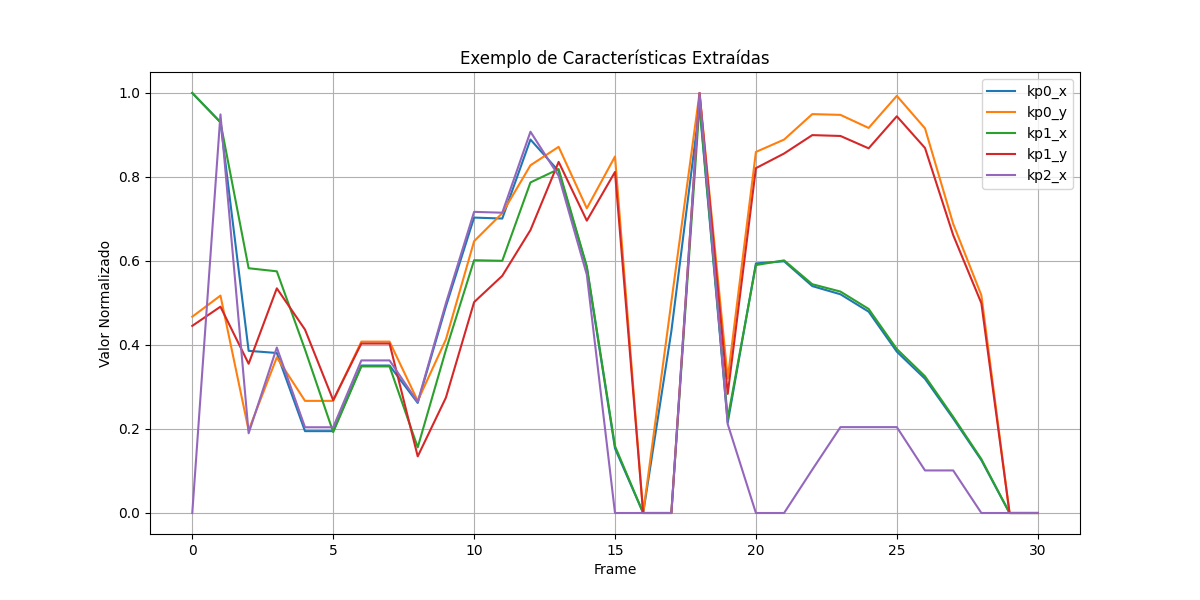 Exemplo de Características Extraídas
Valor Normalizado
1.0
0.8
0.6
0.4
0.2
0.0
0 5 10 15 20 25 30
Frame
kp0_x
kp0_y
kp1_x
kp1_y
kp2_x